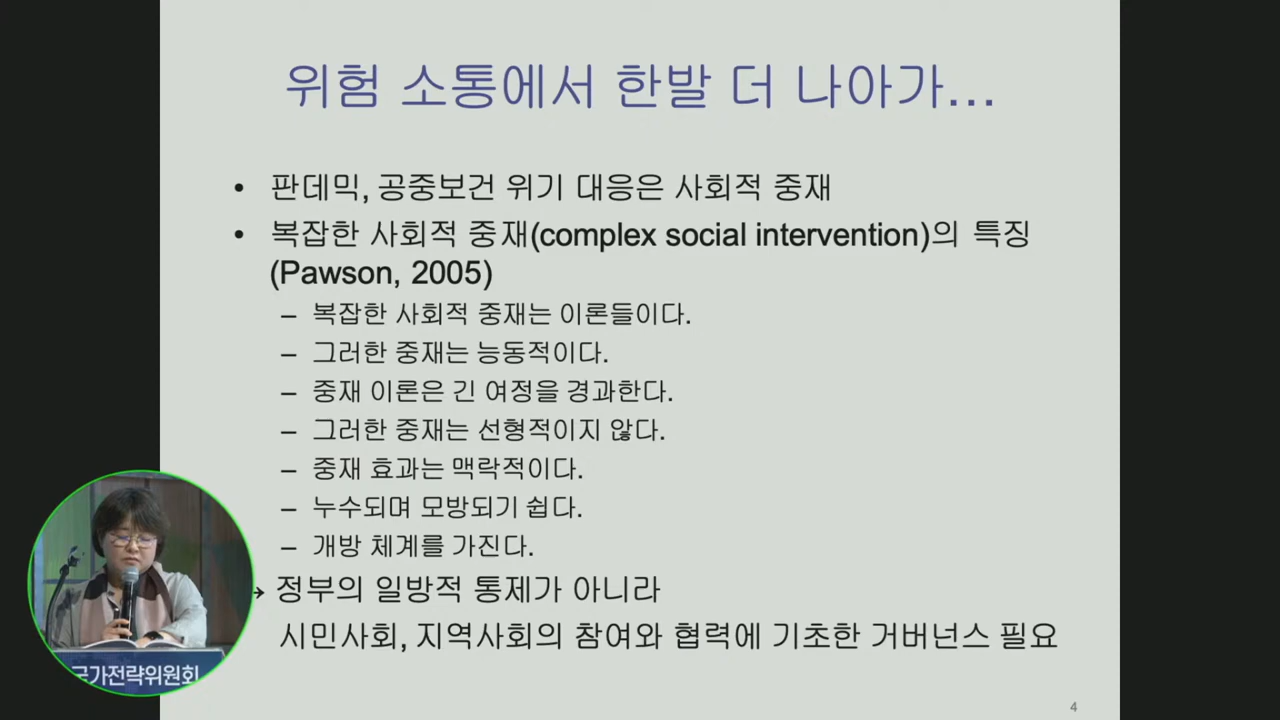 위험 소통에서 한발 더 나아가...
• 판데믹, 공중보건 위기 대응은 사회적 중재
• 복잡한 사회적 중재(complex social intervention)의 특징
(Pawson, 2005)
– 복잡한 사회적 중재는 이론들이다.
– 그러한 중재는 능동적이다.
– 중재 이론은 긴 여정을 경과한다.
– 그러한 중재는 선형적이지 않다.
– 중재 효과는 맥락적이다.
– 누수되며 모방되기 쉽다.
– 개방 체계를 가진다.
→ 정부의 일방적 통제가 아니라
시민사회, 지역사회의 참여와 협력에 기초한 거버넌스 필요
국가전략위원회
4